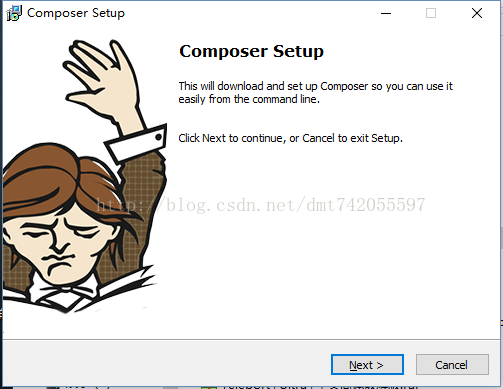 Composer Setup
Composer Setup
This will download and set up Composer so you can use it
easily from the command line.
Click Next to continue, or Cancel to exit Setup.
http://blog.csdn.net/dmt742055597
Next >
Cancel